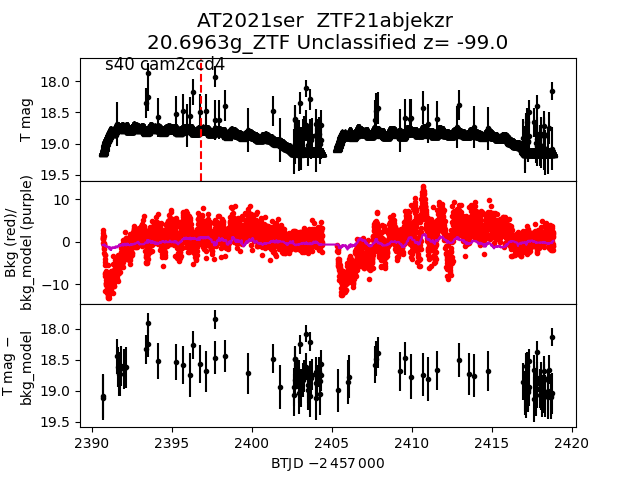 AT2021ser ZTF21abjekzr
20.6963g_ZTF Unclassified z= -99.0
s40 cam2ccd4
T mag
18.0
18.5
19.0
19.5
Bkg (red)/
bkg_model (purple)
10
0
−10
T mag −
bkg_model
18.0
18.5
19.0
19.5
2390 2395 2400 2405 2410 2415 2420
BTJD −2 457 000